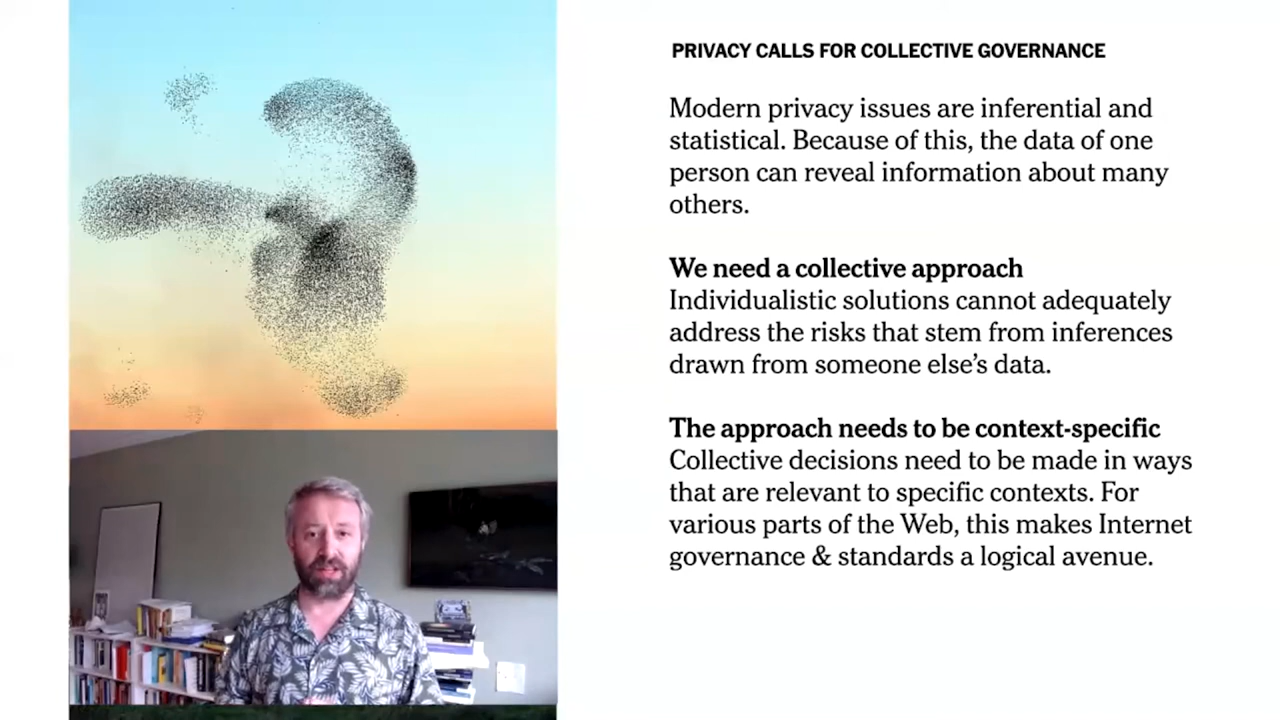 PRIVACY CALLS FOR COLLECTIVE GOVERNANCE
Modern privacy issues are inferential and
statistical. Because of this, the data of one
person can reveal information about many
others.
We need a collective approach
Individualistic solutions cannot adequately
address the risks that stem from inferences
drawn from someone else’s data.
The approach needs to be context-specific
Collective decisions need to be made in ways
that are relevant to specific contexts. For
various parts of the Web, this makes Internet
governance & standards a logical avenue.